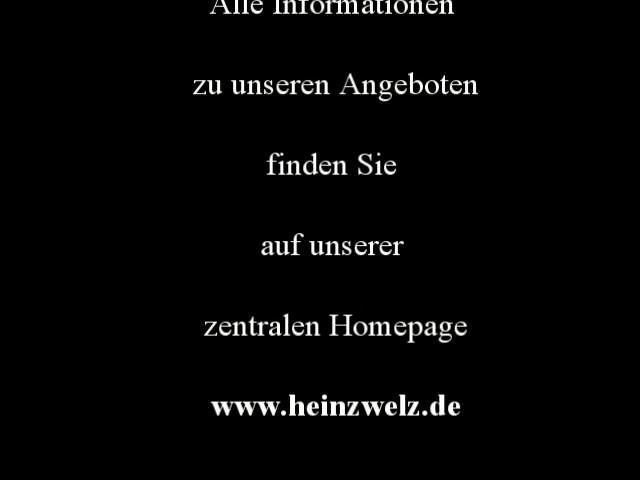 Alle Informationen
zu unseren Angeboten
finden Sie
auf unserer
zentralen Homepage
www.heinzwelz.de